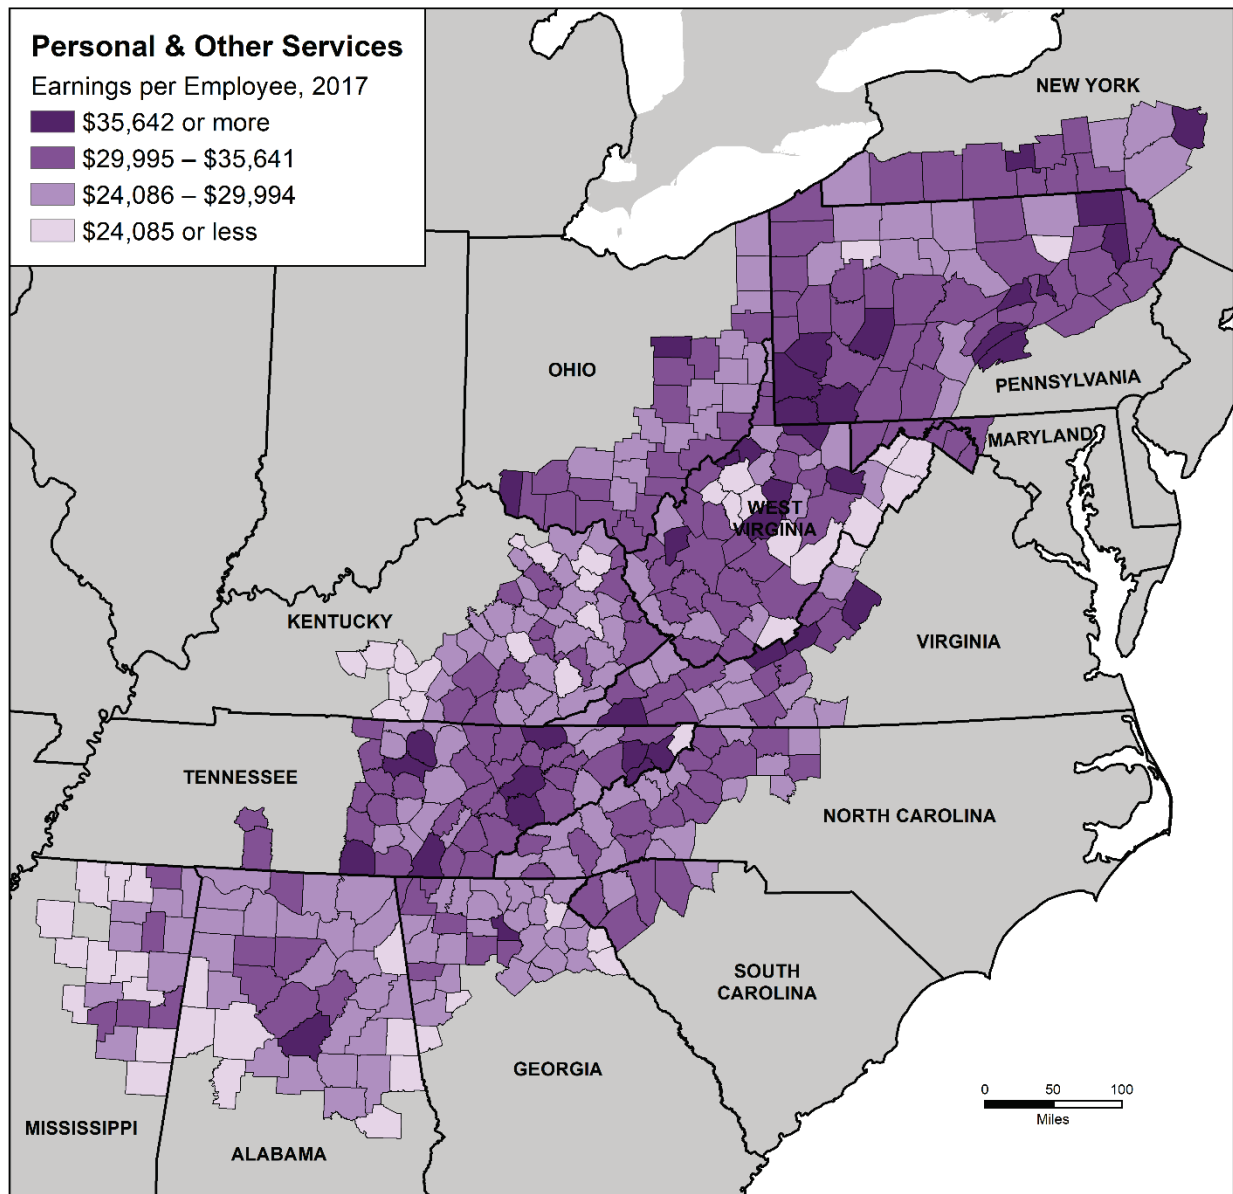 Personal & Other Services
Earnings per Employee, 2017
$35,642 or more
$29,995 – $35,641
$24,086 – $29,994
$24,085 or less
NEW YORK
OHIO
PENNSYLVANIA
MARYLAND
WEST
VIRGINIA
KENTUCKY
VIRGINIA
TENNESSEE
NORTH CAROLINA
SOUTH
CAROLINA
GEORGIA
MISSISSIPPI
ALABAMA
0 50 100
Miles